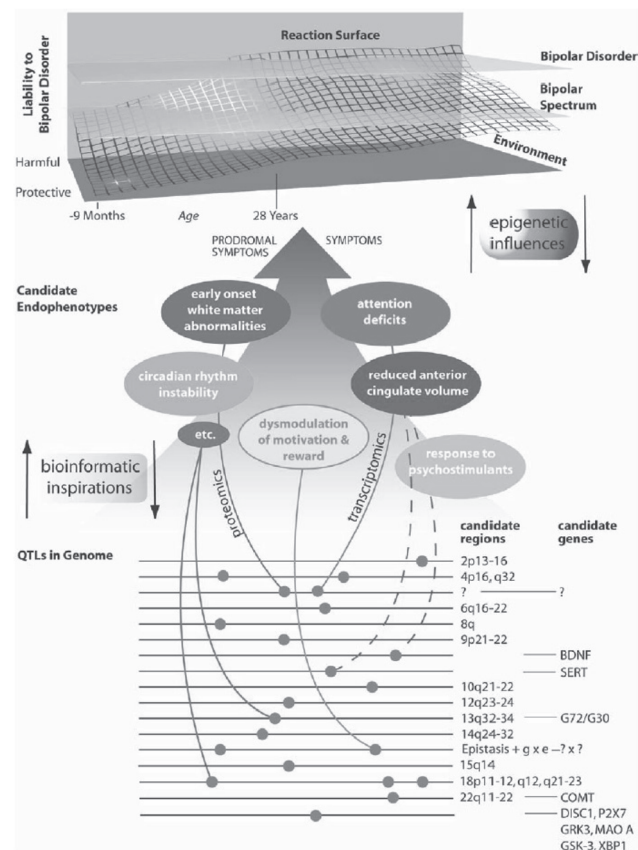 Reaction Surface
Liability to
Bipolar Disorder
Bipolar Disorder
Bipolar
Spectrum
Environment
Harmful
Protective
-9 Months
Age
28 Years
PRODROMAL
SYMPTOMS
SYMPTOMS
epigenetic
influences
Candidate
Endophenotypes
early onset
white matter
abnormalities
attention
deficits
circadian rhythm
instability
reduced anterior
cingulate volume
etc.
dysmodulation
of motivation &
reward
response to
psychostimulants
bioinformatic
inspirations
proteomics
transcriptomics
candidate
regions
candidate
genes
QTLs in Genome
2p13-16
4p16, q32
? ?
6q16-22
8q
9p21-22
BDNF
SERT
10q21-22
12q23-24
13q32-34 G72/G30
14q24-32
Epistasis + g x e –? x ?
15q14
18p11-12, q12, q21-23
22q11-22 COMT
DISC1, P2X7
GRK3, MAO A
GSK-3, XBP1